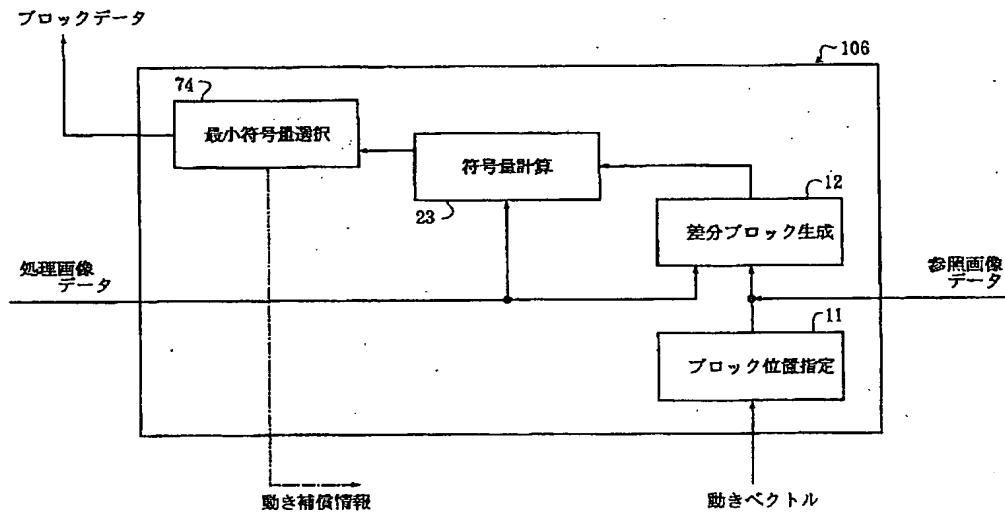 ブロックデータ
106
74
最小符号量選択
符号量計算
23
12
差分ブロック生成
処理画像
データ
参照画像
データ
11
ブロック位置指定
動き補償情報
動きベクトル